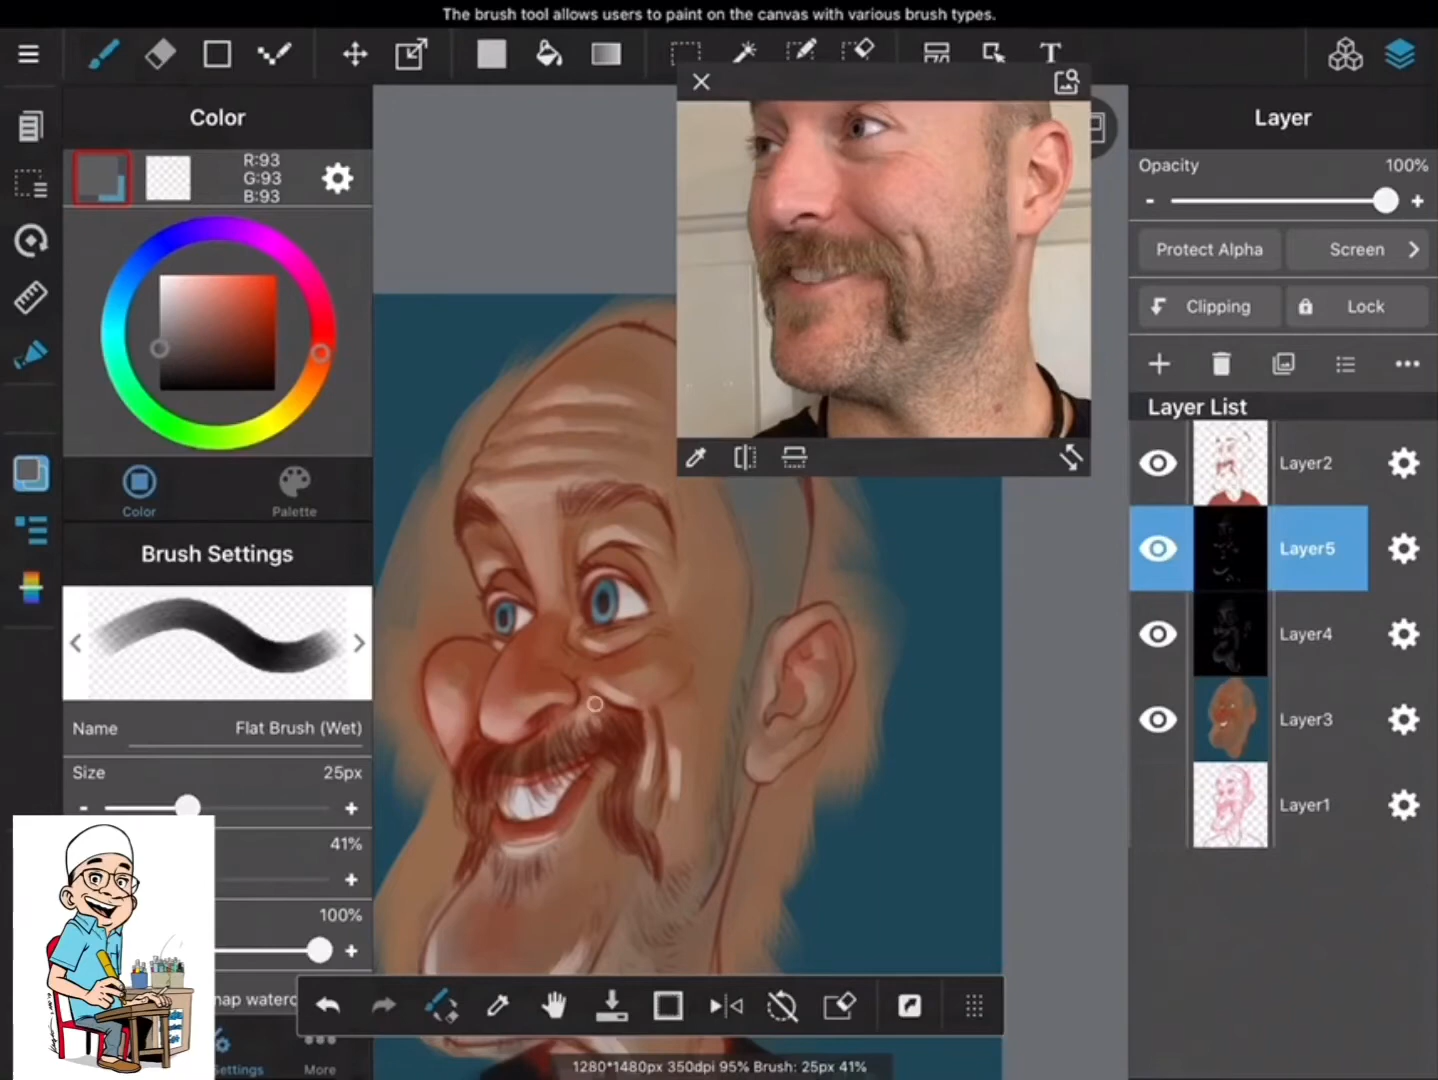 The brush tool allows users to paint on the canvas with various brush types.
T
Color
R:93
G:93
B:93
Color
Palette
Brush Settings
Name
Flat Brush (Wet)
Size
25px
- +
41%
+
100%
+
More
1280*1480px 350dpi 95% Brush: 25px 41%
Layer
Opacity
100%
- +
Protect Alpha
Screen
Clipping
Lock
Layer List
Layer2
Layer5
Layer4
Layer3
Layer1